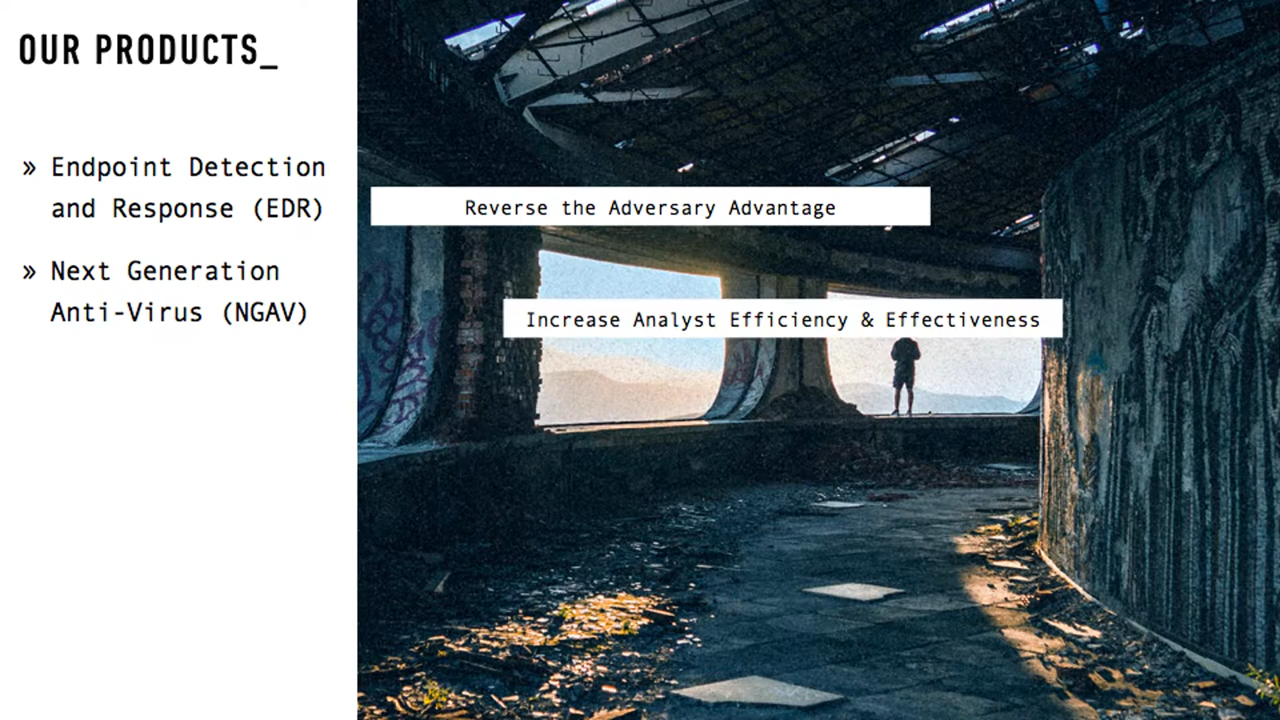 OUR PRODUCTS_
» Endpoint Detection
and Response (EDR)
» Next Generation
Anti-Virus (NGAV)
Reverse the Adversary Advantage
Increase Analyst Efficiency & Effectiveness